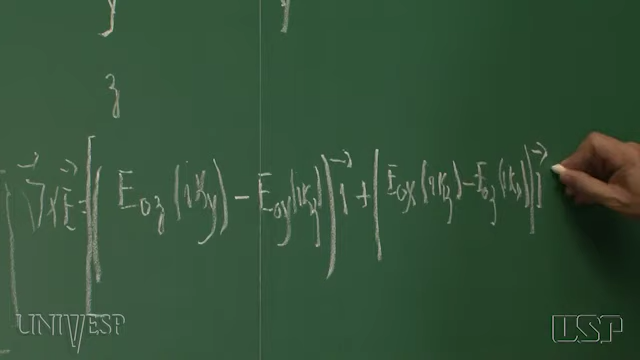 y y
z
∇⃗ x E⃗ = [( E₀z (iKy) - E₀y (iKz) ) i⃗ + ( E₀x (iKz) - E₀z (iKx) ) j⃗
UNIVESP USP